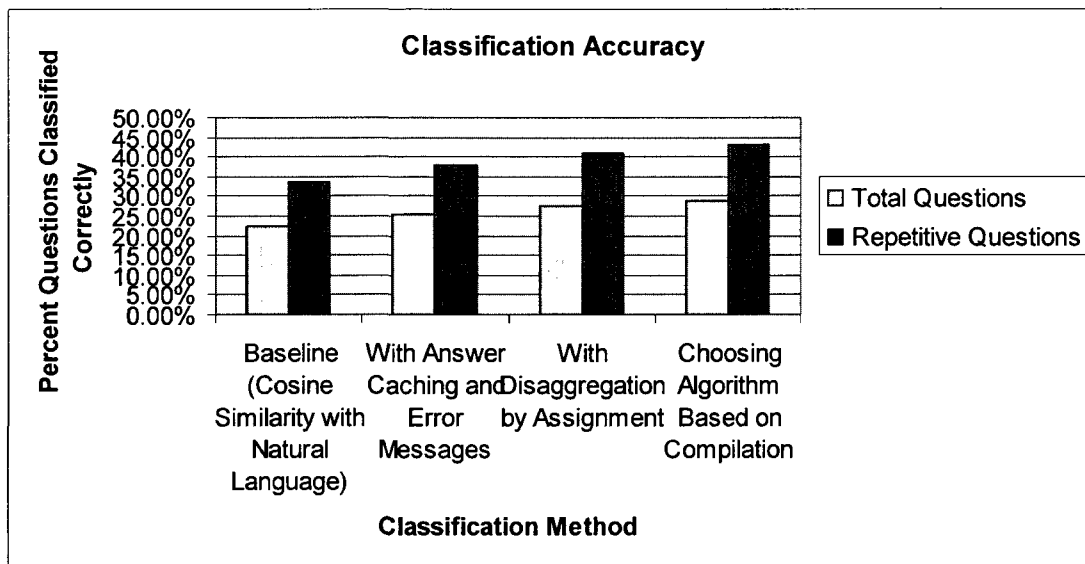 Classification Accuracy
Percent Questions Classified
Correctly
50.00%
45.00%
40.00%
35.00%
30.00%
25.00%
20.00%
15.00%
10.00%
5.00%
0.00%
Baseline
(Cosine
Similarity with
Natural
Language)
With Answer
Caching and
Error
Messages
With
Disaggregation
by Assignment
Choosing
Algorithm
Based on
Compilation
Classification Method
Total Questions
Repetitive Questions